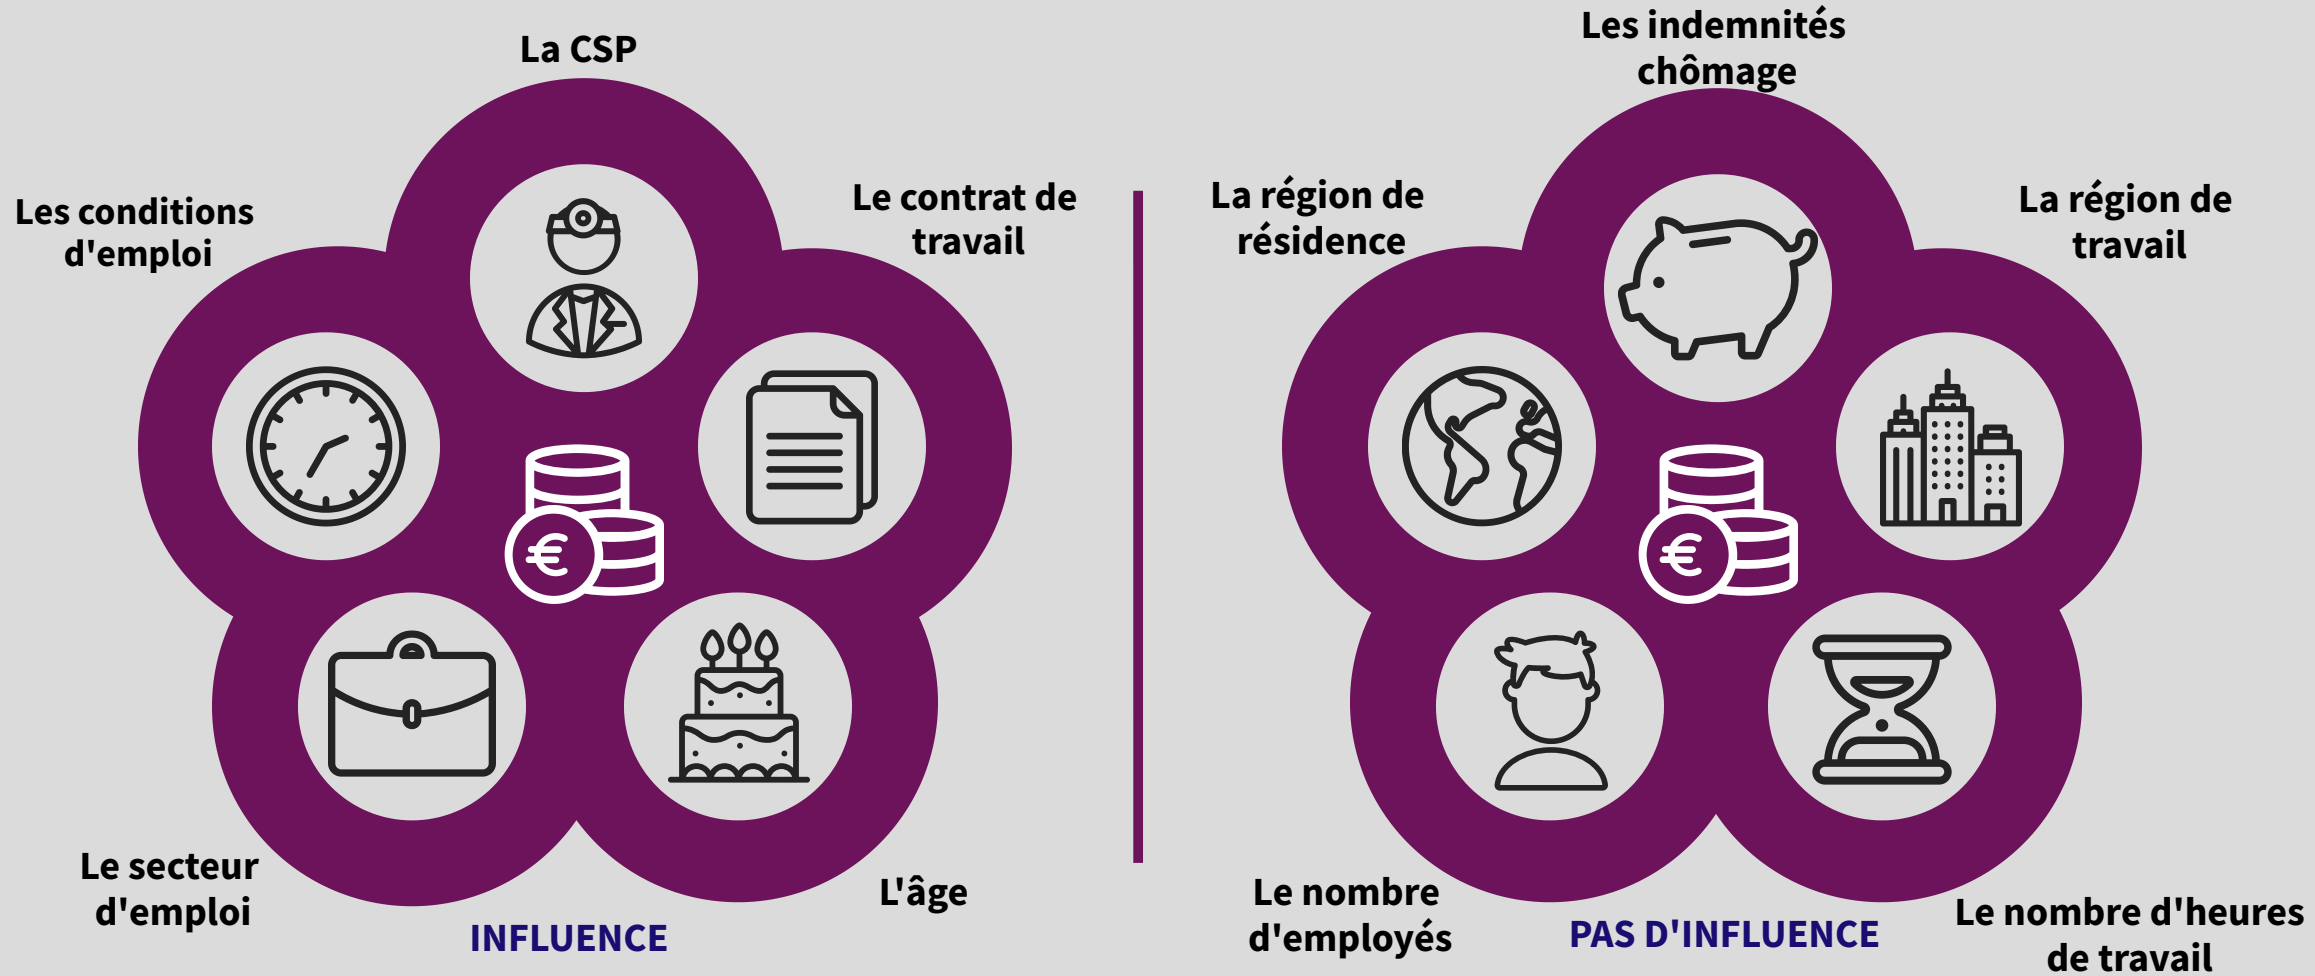 La CSP
Les conditions
d'emploi
Le contrat de
travail
Le secteur
d'emploi
L'âge
INFLUENCE
€
Les indemnités
chômage
La région de
résidence
La région de
travail
Le nombre
d'employés
Le nombre d'heures
de travail
PAS D'INFLUENCE
€